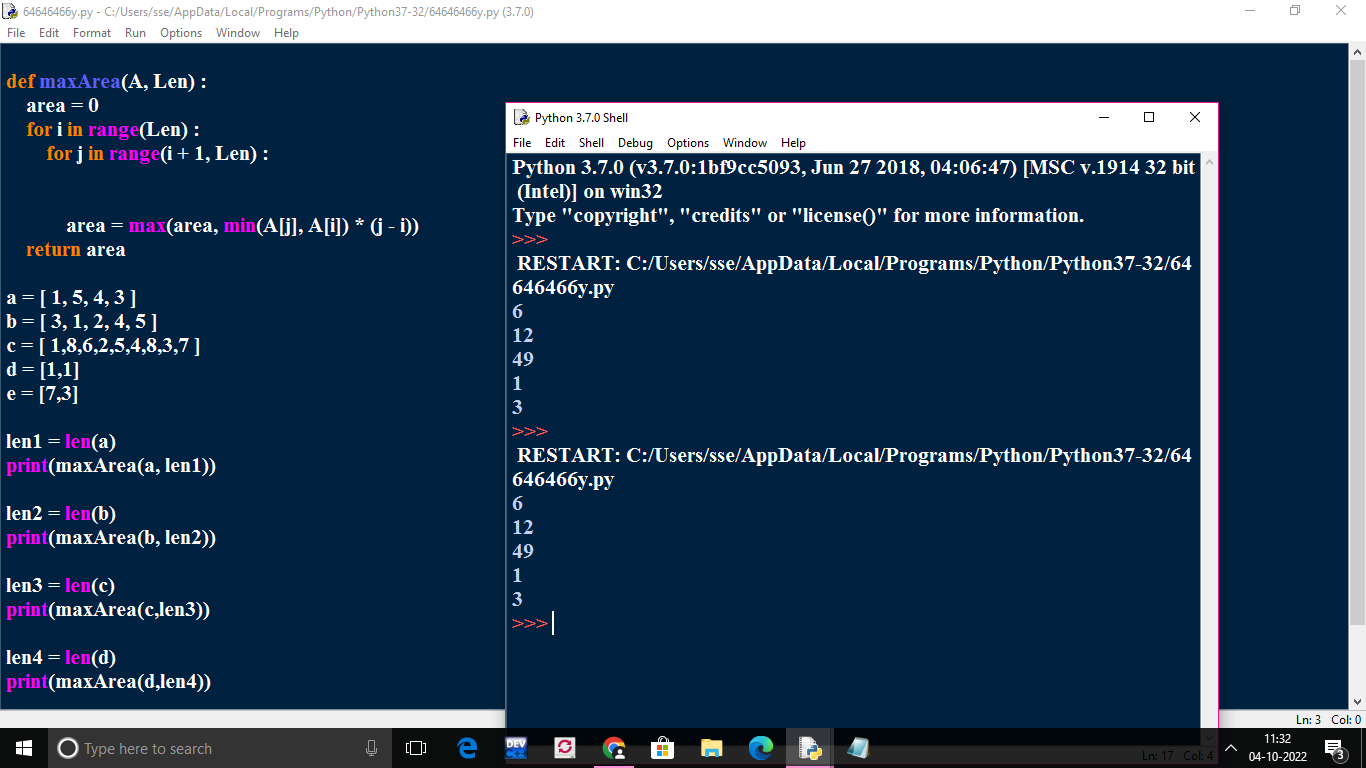 64646466y.py - C:/Users/sse/AppData/Local/Programs/Python/Python37-32/64646466y.py (3.7.0)
File Edit Format Run Options Window Help
def maxArea(A, Len) :
area = 0
for i in range(Len) :
for j in range(i + 1, Len) :
area = max(area, min(A[j], A[i]) * (j - i))
return area
a = [ 1, 5, 4, 3 ]
b = [ 3, 1, 2, 4, 5 ]
c = [ 1,8,6,2,5,4,8,3,7 ]
d = [1,1]
e = [7,3]
len1 = len(a)
print(maxArea(a, len1))
len2 = len(b)
print(maxArea(b, len2))
len3 = len(c)
print(maxArea(c,len3))
len4 = len(d)
print(maxArea(d,len4))
Python 3.7.0 Shell
File Edit Shell Debug Options Window Help
Python 3.7.0 (v3.7.0:1bf9cc5093, Jun 27 2018, 04:06:47) [MSC v.1914 32 bit
(Intel)] on win32
Type "copyright", "credits" or "license()" for more information.
>>>
RESTART: C:/Users/sse/AppData/Local/Programs/Python/Python37-32/64
646466y.py
6
12
49
1
3
>>>
RESTART: C:/Users/sse/AppData/Local/Programs/Python/Python37-32/64
646466y.py
6
12
49
1
3
>>>
Ln: 3 Col: 0
Ln: 17 Col: 4
Type here to search
DEV
11:32
04-10-2022
3